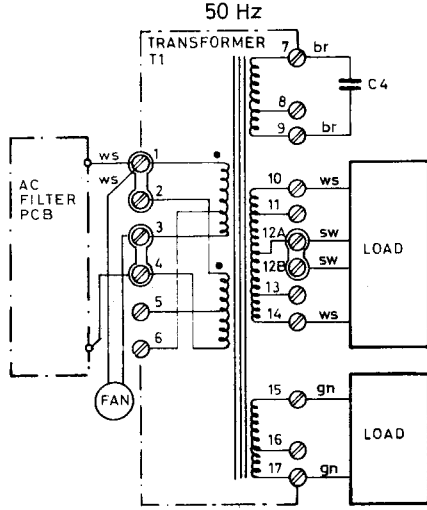 50 Hz
TRANSFORMER
T1
7
br
C4
8
9
br
ws
1
ws
2
3
4
5
6
AC
FILTER
PCB
FAN
10
ws
11
12A
sw
12B
sw
13
14
ws
LOAD
15
gn
16
17
gn
LOAD